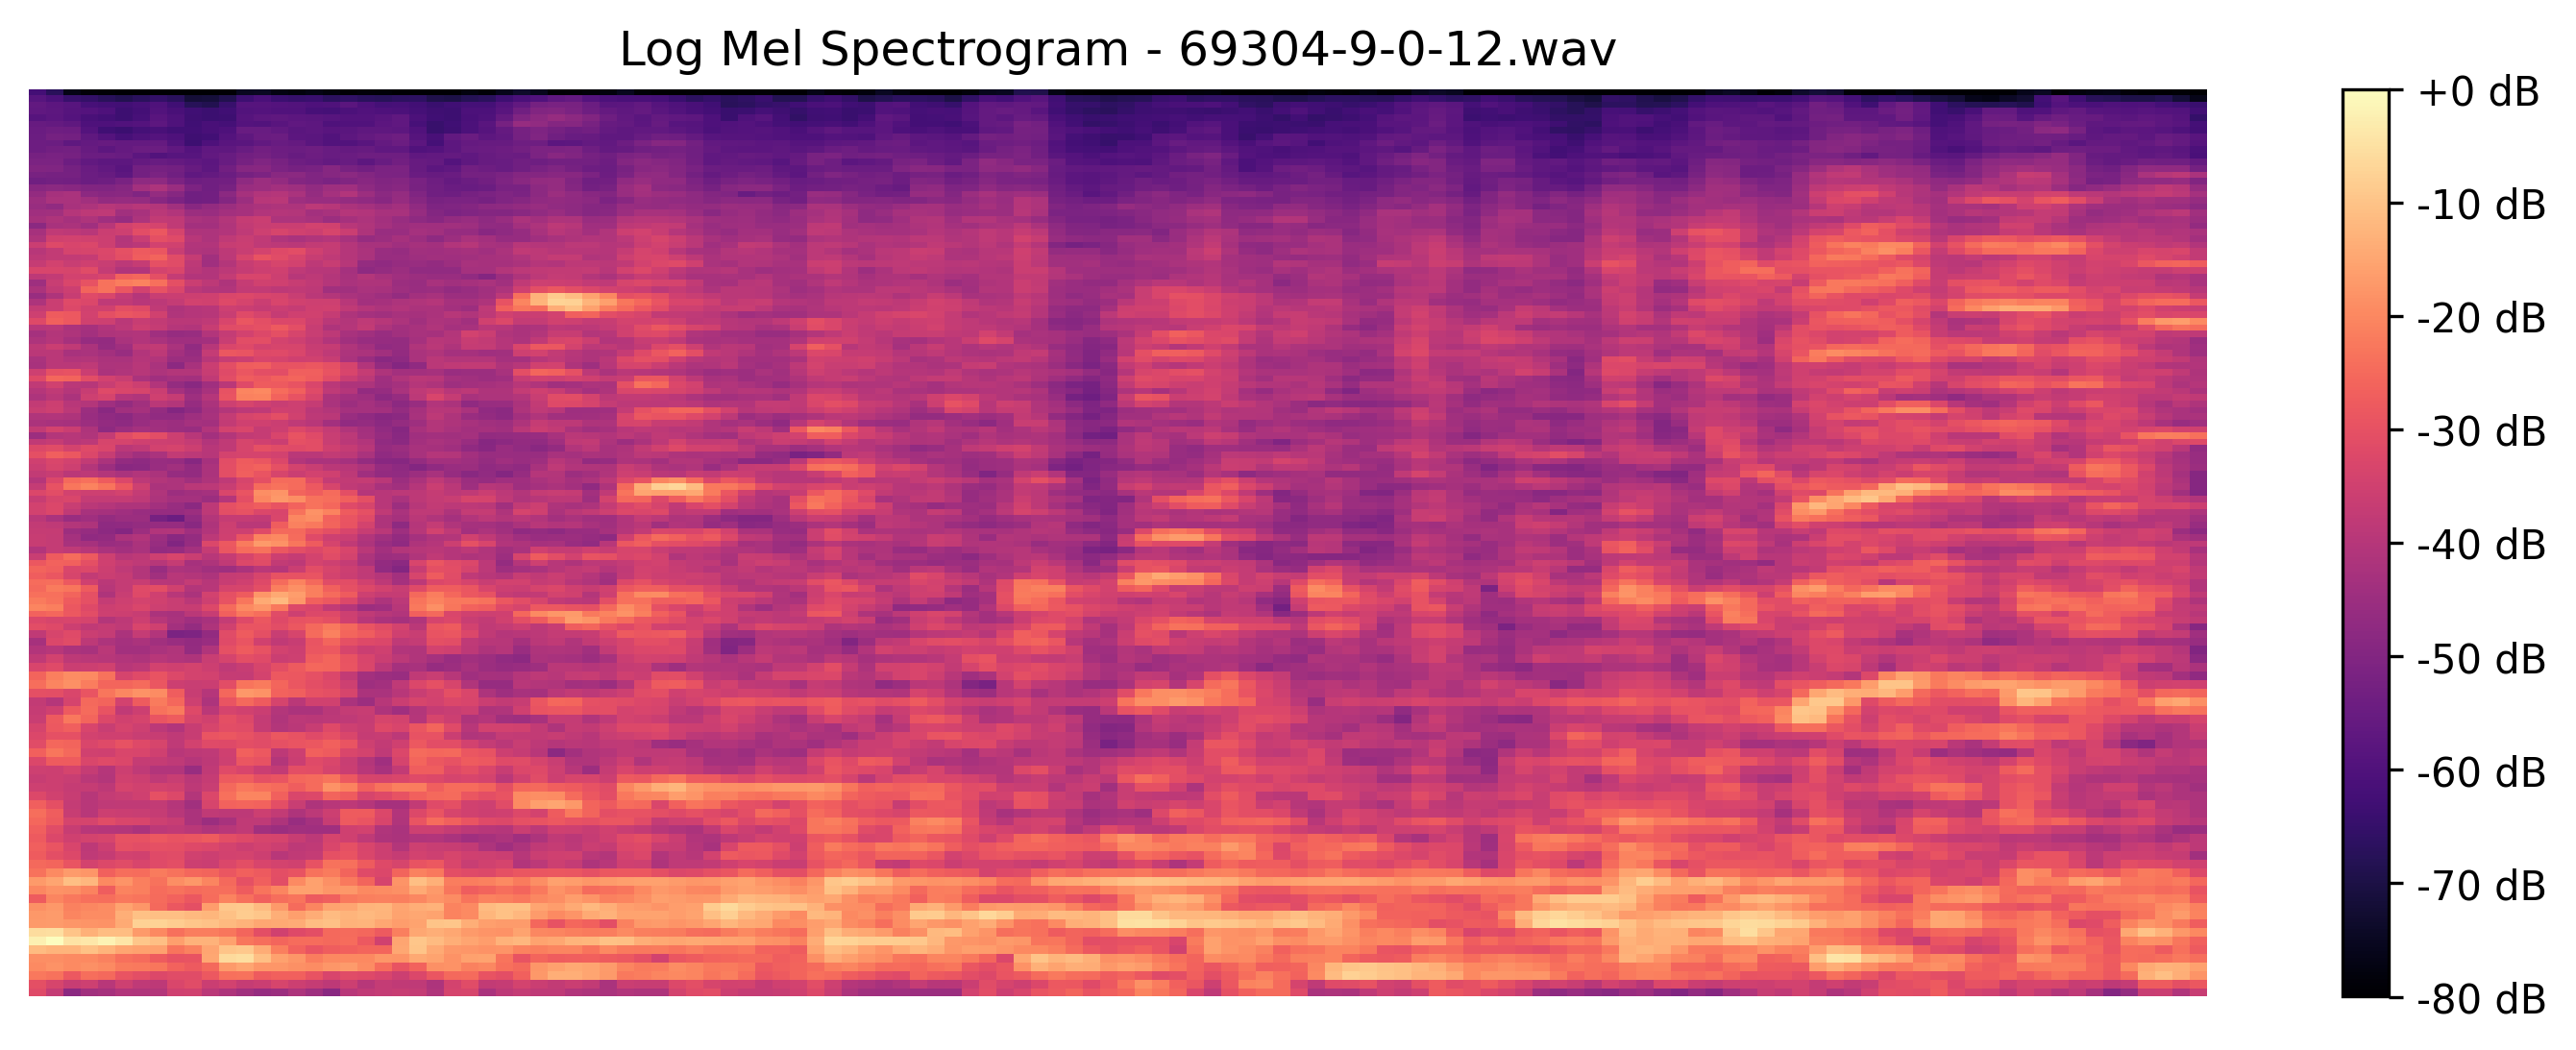 Log Mel Spectrogram - 69304-9-0-12.wav
+0 dB
-10 dB
-20 dB
-30 dB
-40 dB
-50 dB
-60 dB
-70 dB
-80 dB